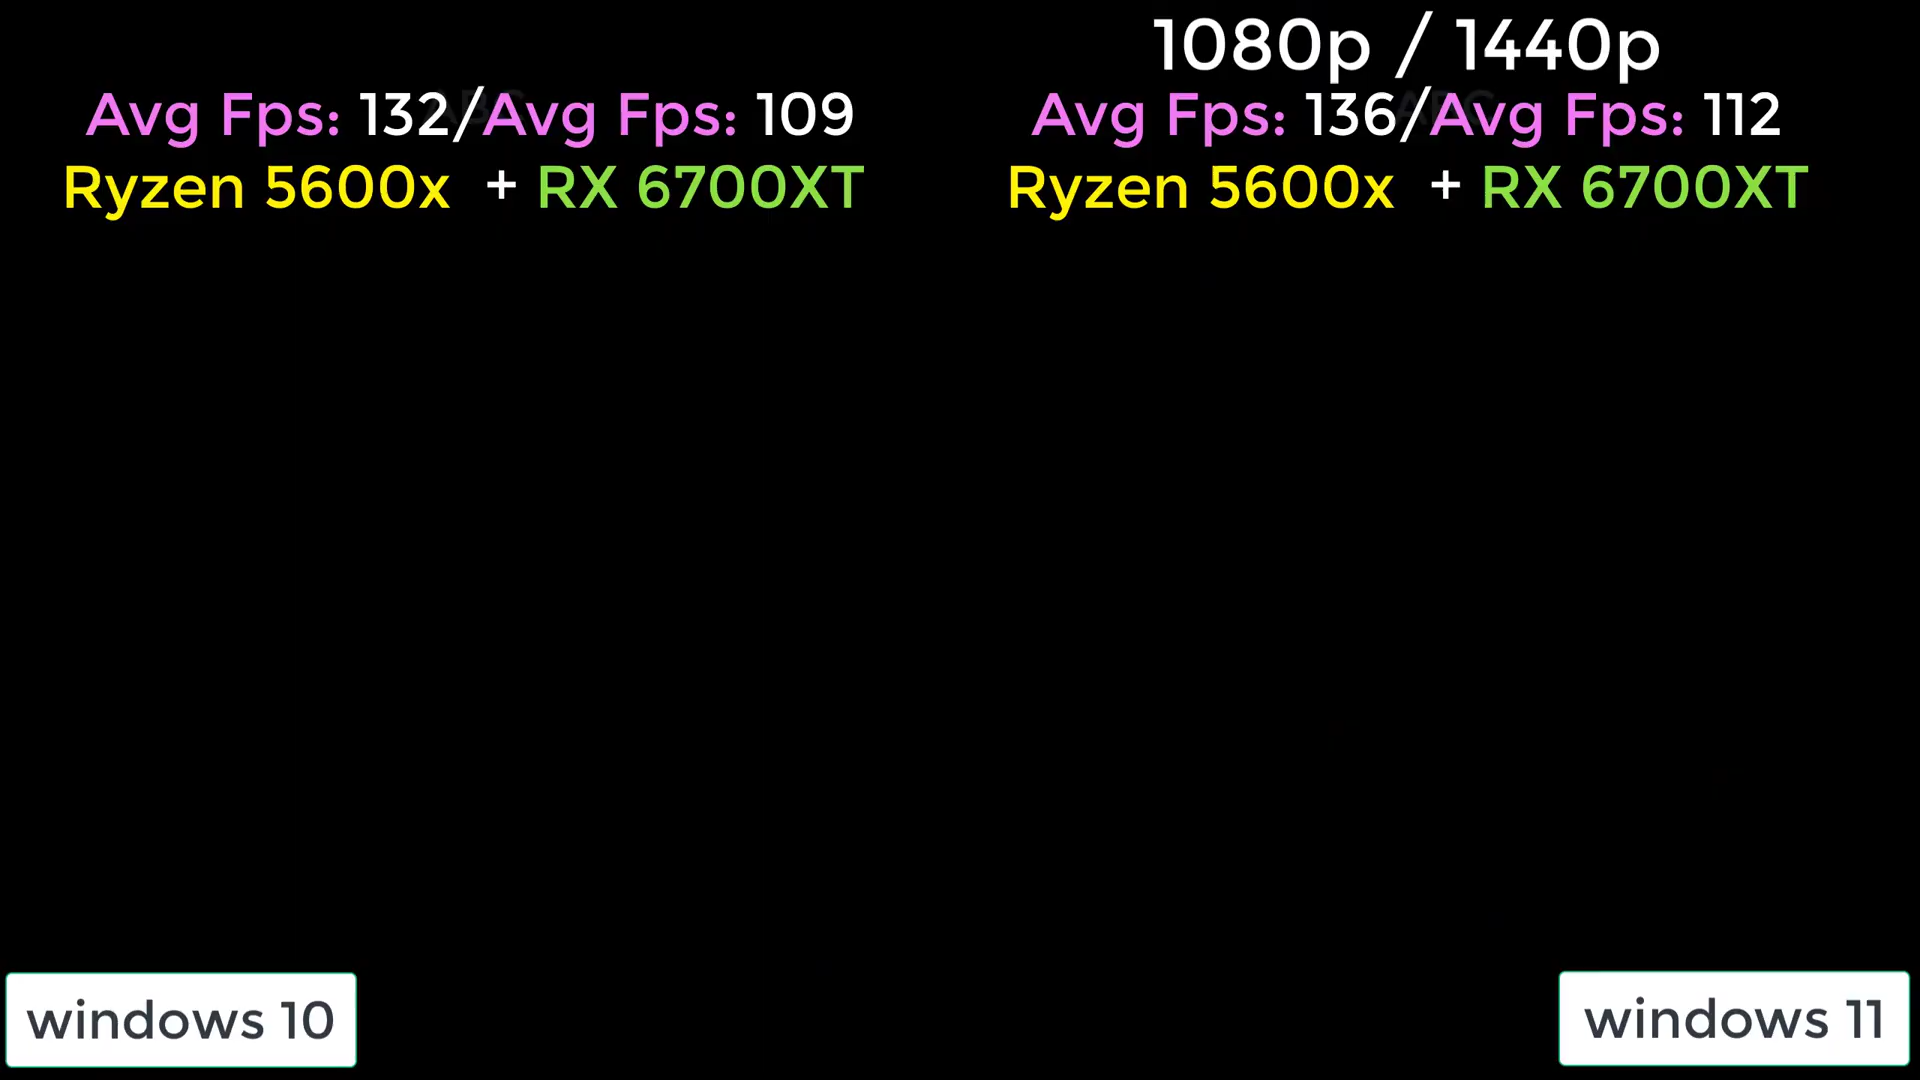 1080p / 1440p
Avg Fps: 132/Avg Fps: 109
Avg Fps: 136/Avg Fps: 112
Ryzen 5600x + RX 6700XT
Ryzen 5600x + RX 6700XT
windows 10
windows 11